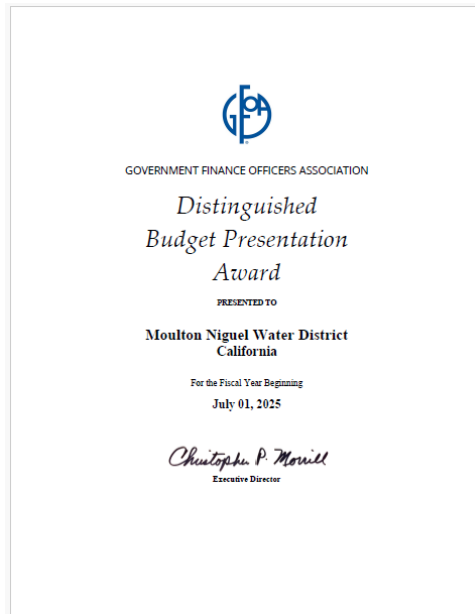 GFOA
GOVERNMENT FINANCE OFFICERS ASSOCIATION
Distinguished
Budget Presentation
Award
PRESENTED TO
Moulton Niguel Water District
California
For the Fiscal Year Beginning
July 01, 2025
Christopher P. Morrill
Executive Director